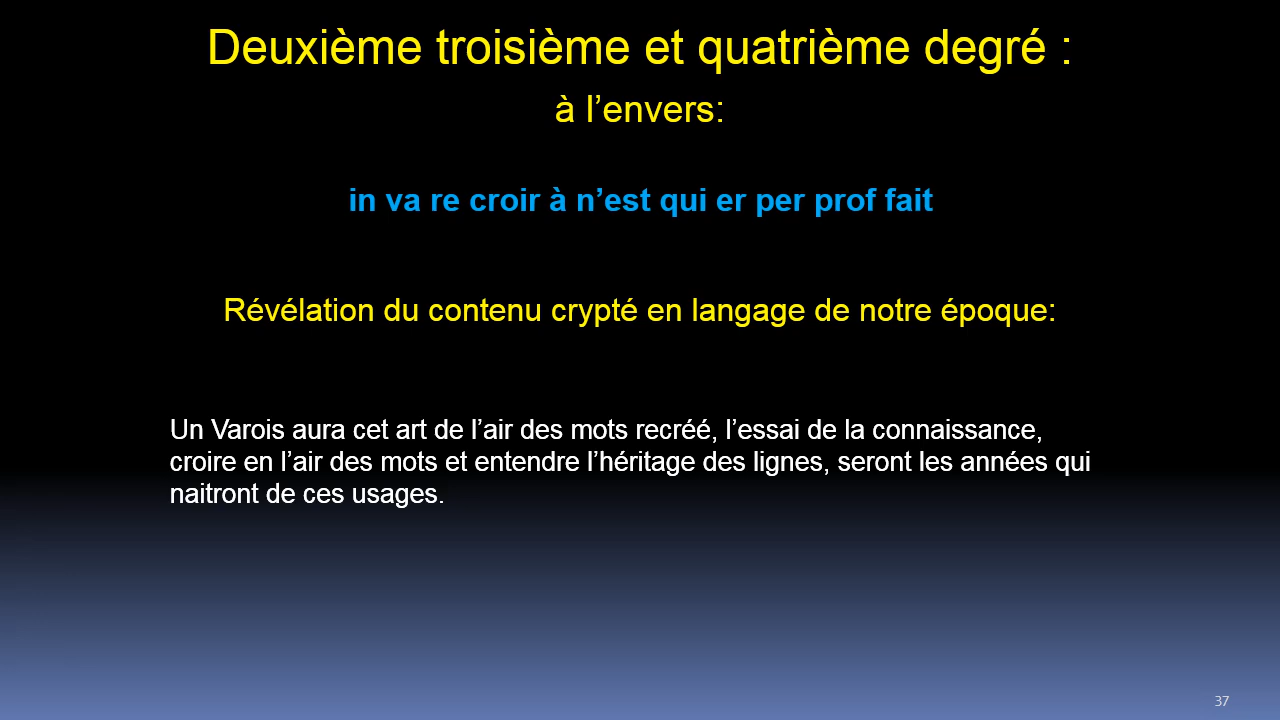 Deuxième troisième et quatrième degré :
à l’envers:
in va re croir à n’est qui er per prof fait
Révélation du contenu crypté en langage de notre époque:
Un Varois aura cet art de l’air des mots recréé, l’essai de la connaissance,
croire en l’air des mots et entendre l’héritage des lignes, seront les années qui
naitront de ces usages.
37